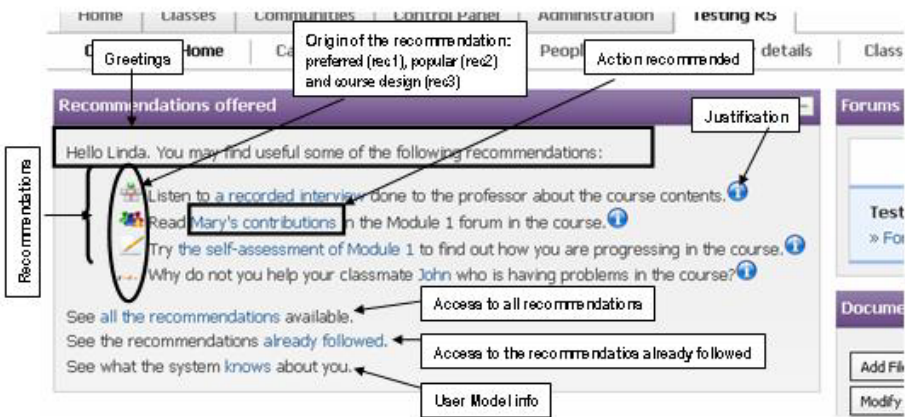 Home Classes Communities Control Panel Administration Testing RS
Home
details
Class
Greetings
Origin of the recommendation:
preferred (rec1), popular (rec2)
and course design (rec3)
Action recommended
Recommendations offered
Justification
Forums
Hello Linda. You may find useful some of the following recommendations:
Recommendations
Listen to a recorded interview done to the professor about the course contents.
Read Mary's contributions in the Module 1 forum in the course.
Try the self-assessment of Module 1 to find out how you are progressing in the course.
Why do not you help your classmate John who is having problems in the course?
Test
» Fo
See all the recommendations available.
Access to all recommendations
See the recommendations already followed.
Access to the recommendatios already followed
See what the system knows about you.
User Model info
Docume
Add Fil
Modify